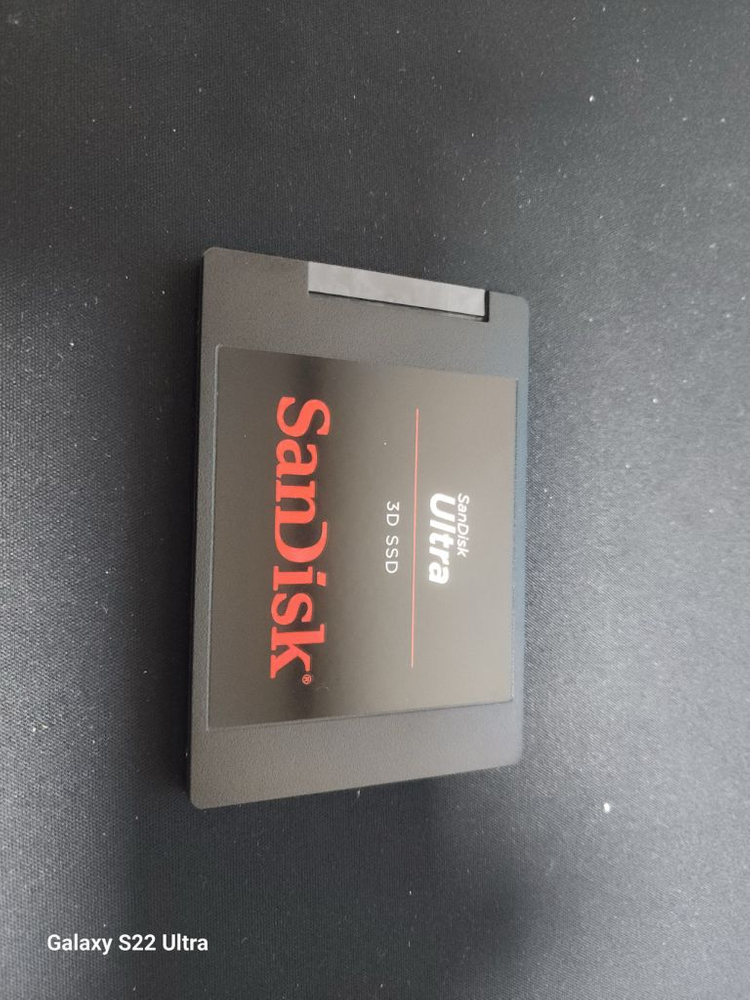 SanDisk
Ultra
3D SSD
SanDisk®
Galaxy S22 Ultra